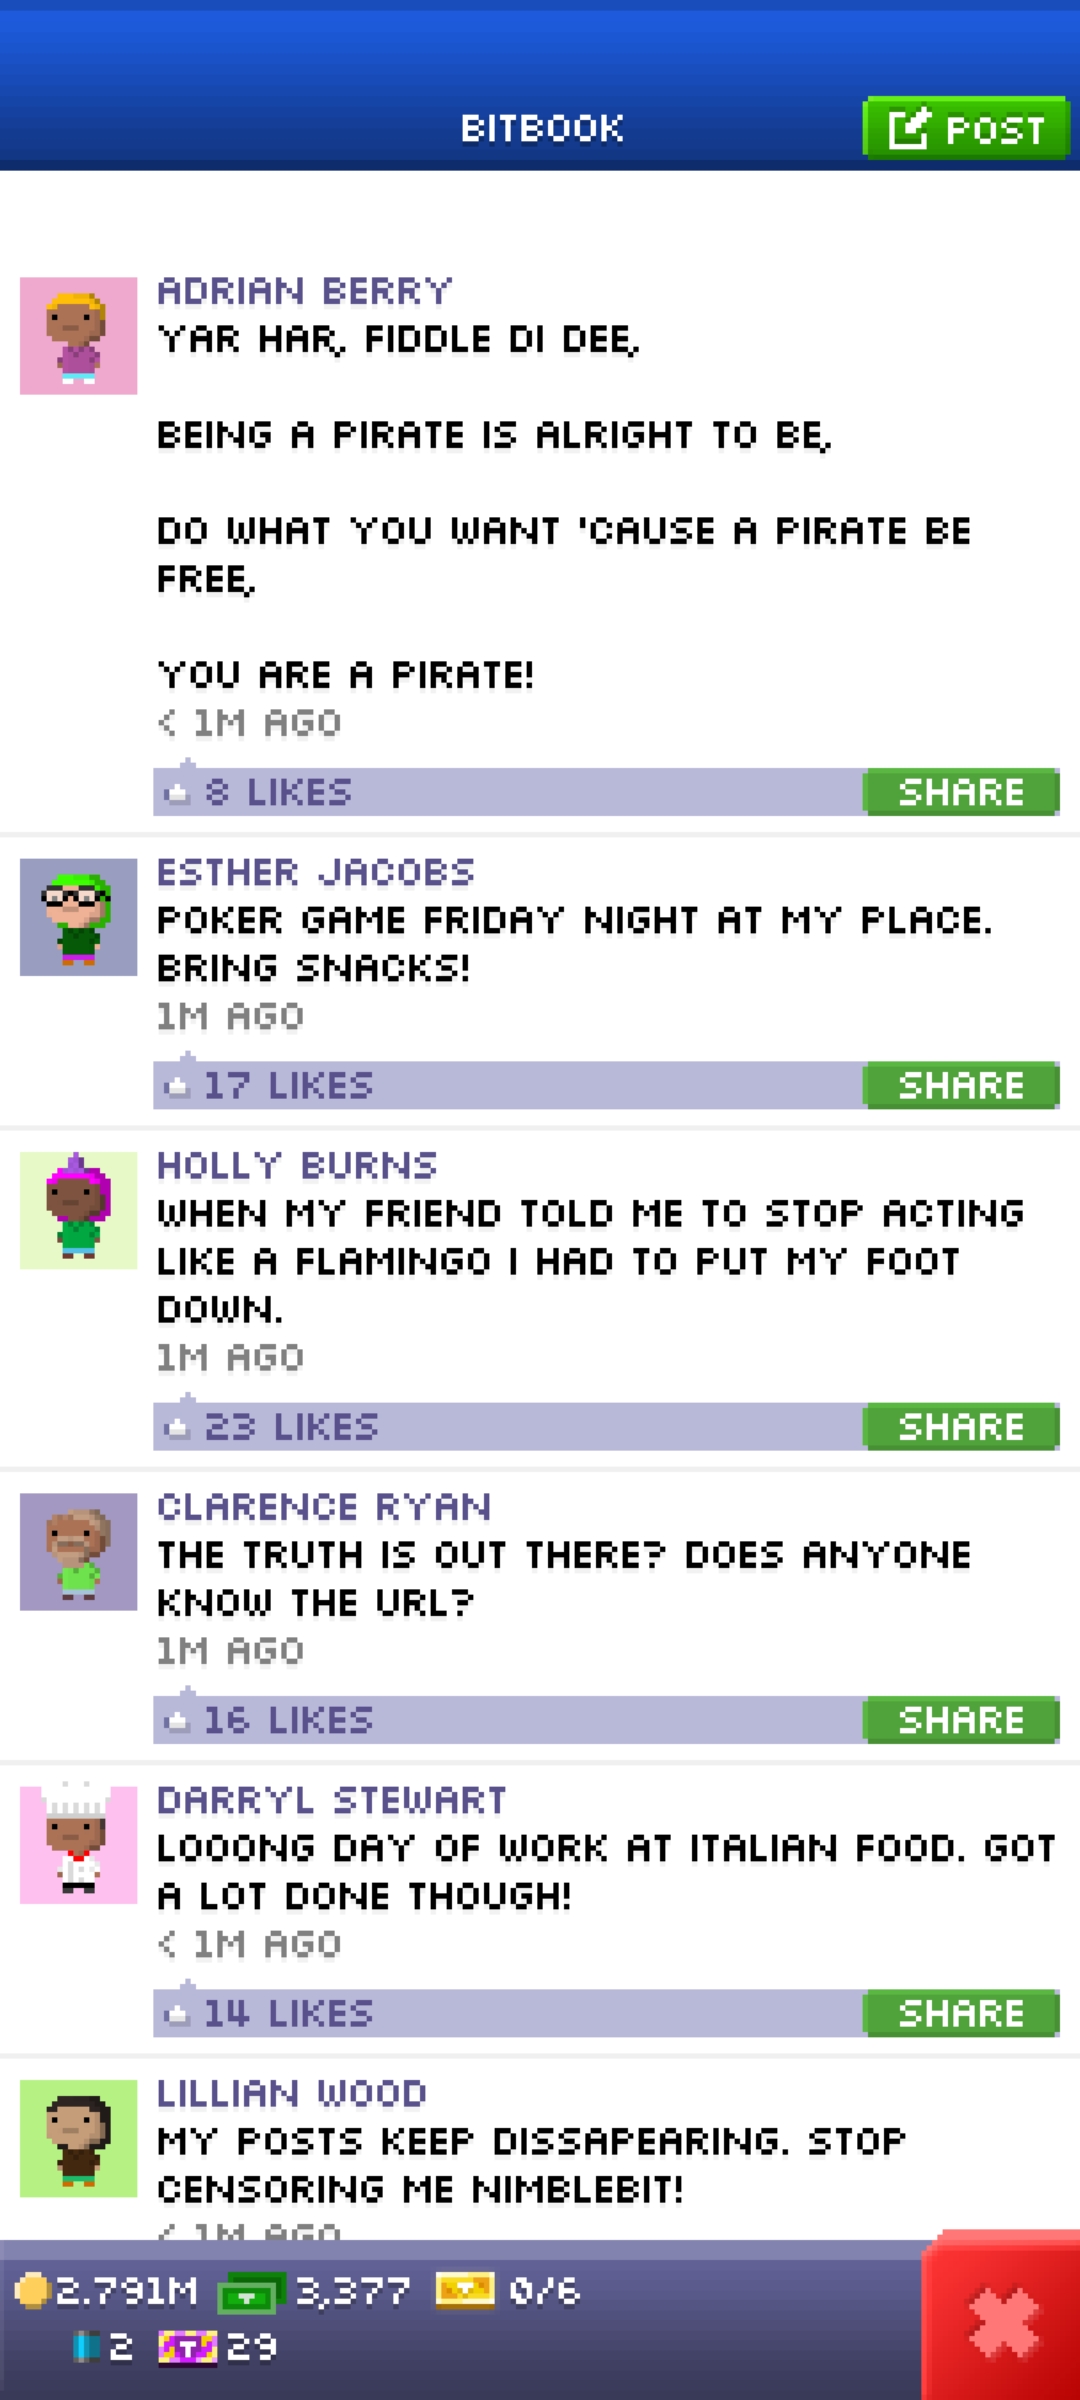 BITBOOK
POST
ADRIAN BERRY
YAR HAR, FIDDLE DI DEE,
BEING A PIRATE IS ALRIGHT TO BE,
DO WHAT YOU WANT 'CAUSE A PIRATE BE
FREE,
YOU ARE A PIRATE!
< 1M AGO
8 LIKES
SHARE
ESTHER JACOBS
POKER GAME FRIDAY NIGHT AT MY PLACE.
BRING SNACKS!
1M AGO
17 LIKES
SHARE
HOLLY BURNS
WHEN MY FRIEND TOLD ME TO STOP ACTING
LIKE A FLAMINGO I HAD TO PUT MY FOOT
DOWN.
1M AGO
23 LIKES
SHARE
CLARENCE RYAN
THE TRUTH IS OUT THERE? DOES ANYONE
KNOW THE URL?
1M AGO
16 LIKES
SHARE
DARRYL STEWART
LOOONG DAY OF WORK AT ITALIAN FOOD. GOT
A LOT DONE THOUGH!
< 1M AGO
14 LIKES
SHARE
LILLIAN WOOD
MY POSTS KEEP DISSAPEARING. STOP
CENSORING ME NIMBLEBIT!
< 1M AGO
2.791M 3,377 0/6
2 29